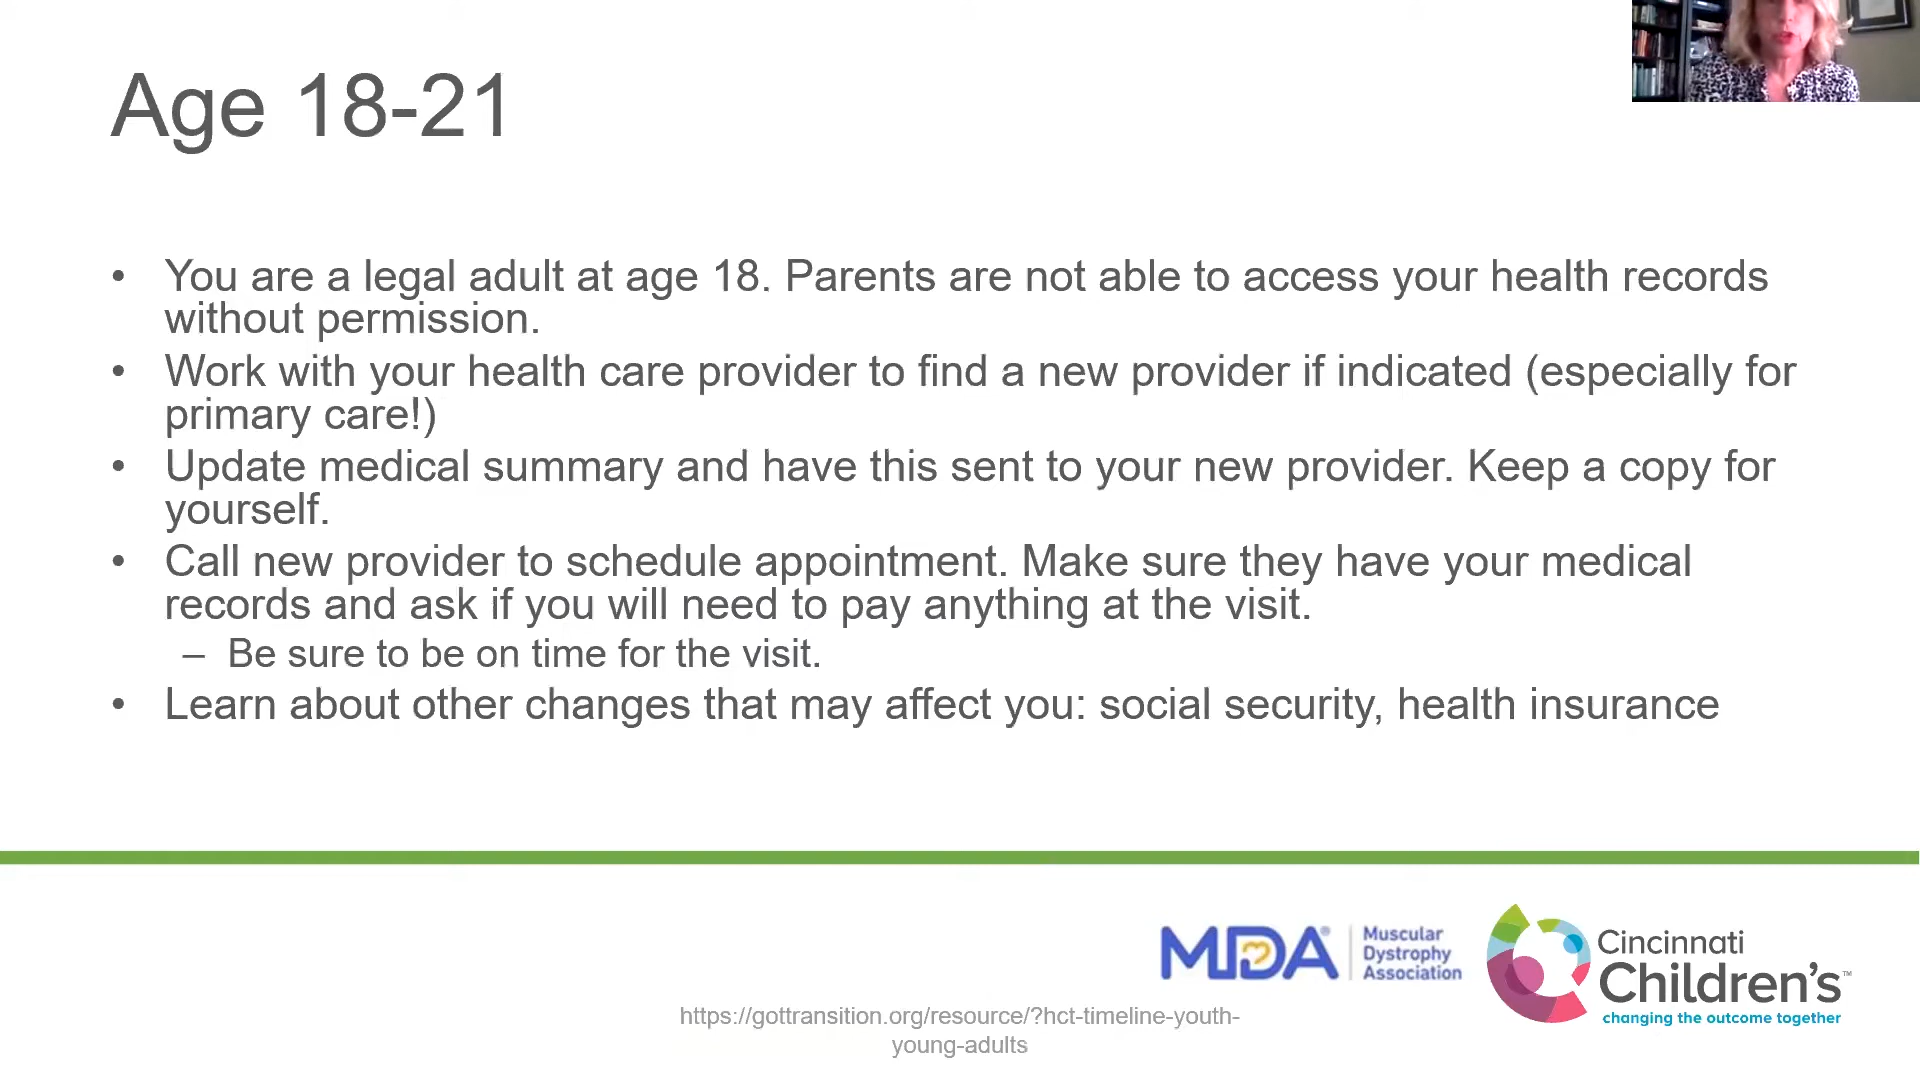 Age 18-21
• You are a legal adult at age 18. Parents are not able to access your health records
without permission.
• Work with your health care provider to find a new provider if indicated (especially for
primary care!)
• Update medical summary and have this sent to your new provider. Keep a copy for
yourself.
• Call new provider to schedule appointment. Make sure they have your medical
records and ask if you will need to pay anything at the visit.
– Be sure to be on time for the visit.
• Learn about other changes that may affect you: social security, health insurance
MDA®
Muscular
Dystrophy
Association
Cincinnati
Children's™
changing the outcome together
https://gottransition.org/resource/?hct-timeline-youth-
young-adults